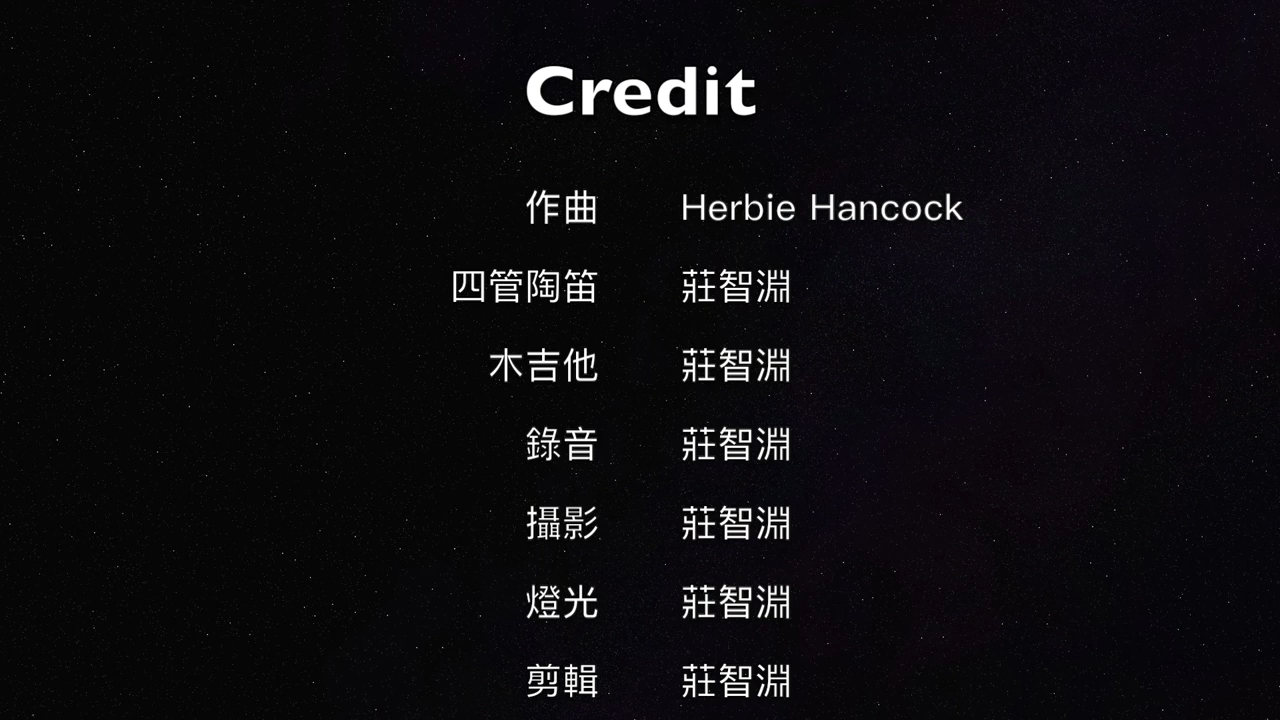 Credit
作曲 Herbie Hancock
四管陶笛 莊智淵
木吉他 莊智淵
錄音 莊智淵
攝影 莊智淵
燈光 莊智淵
剪輯 莊智淵